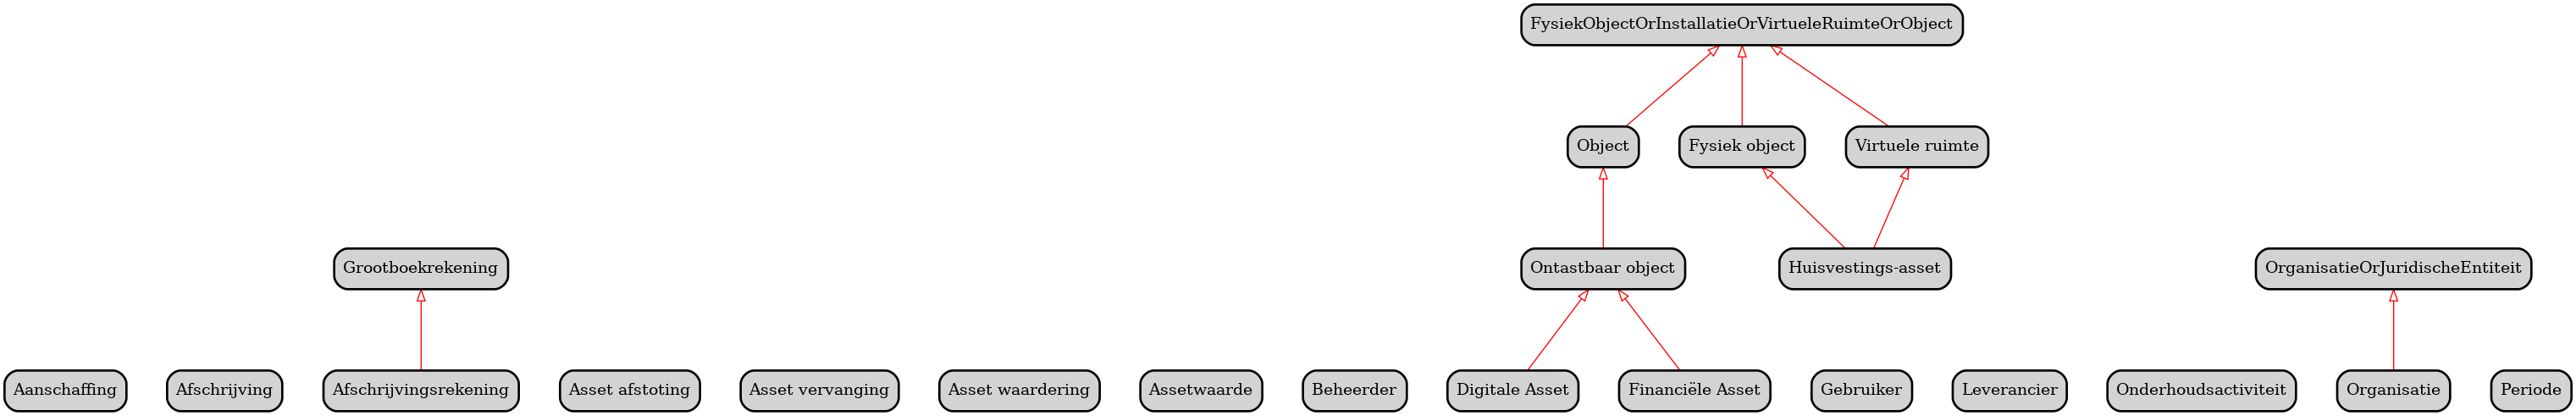 FysiekObjectOrInstallatieOrVirtueleRuimteOrObject
Object
Fysiek object
Virtuele ruimte
Grootboekrekening
Ontastbaar object
Huisvestings-asset
OrganisatieOrJuridischeEntiteit
Aanschaffing
Afschrijving
Afschrijvingsrekening
Asset afstoting
Asset vervanging
Asset waardering
Assetwaarde
Beheerder
Digitale Asset
Financiële Asset
Gebruiker
Leverancier
Onderhoudsactiviteit
Organisatie
Periode